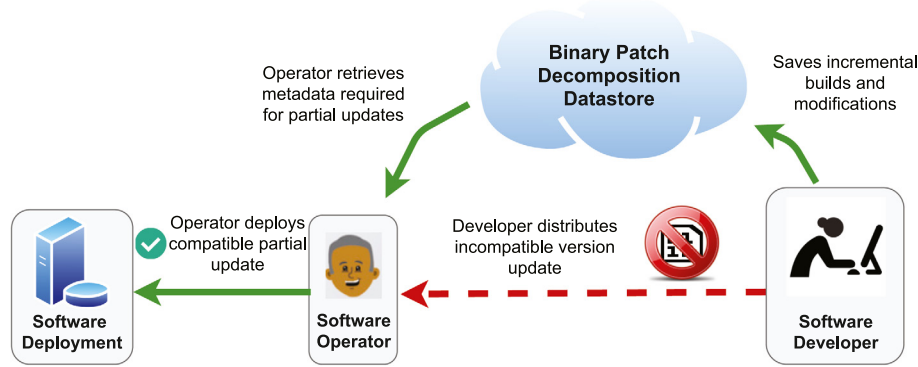 Binary Patch
Decomposition
Datastore
Saves incremental
builds and
modifications
Operator retrieves
metadata required
for partial updates
Operator deploys
compatible partial
update
Developer distributes
incompatible version
update
Software
Deployment
Software
Operator
Software
Developer